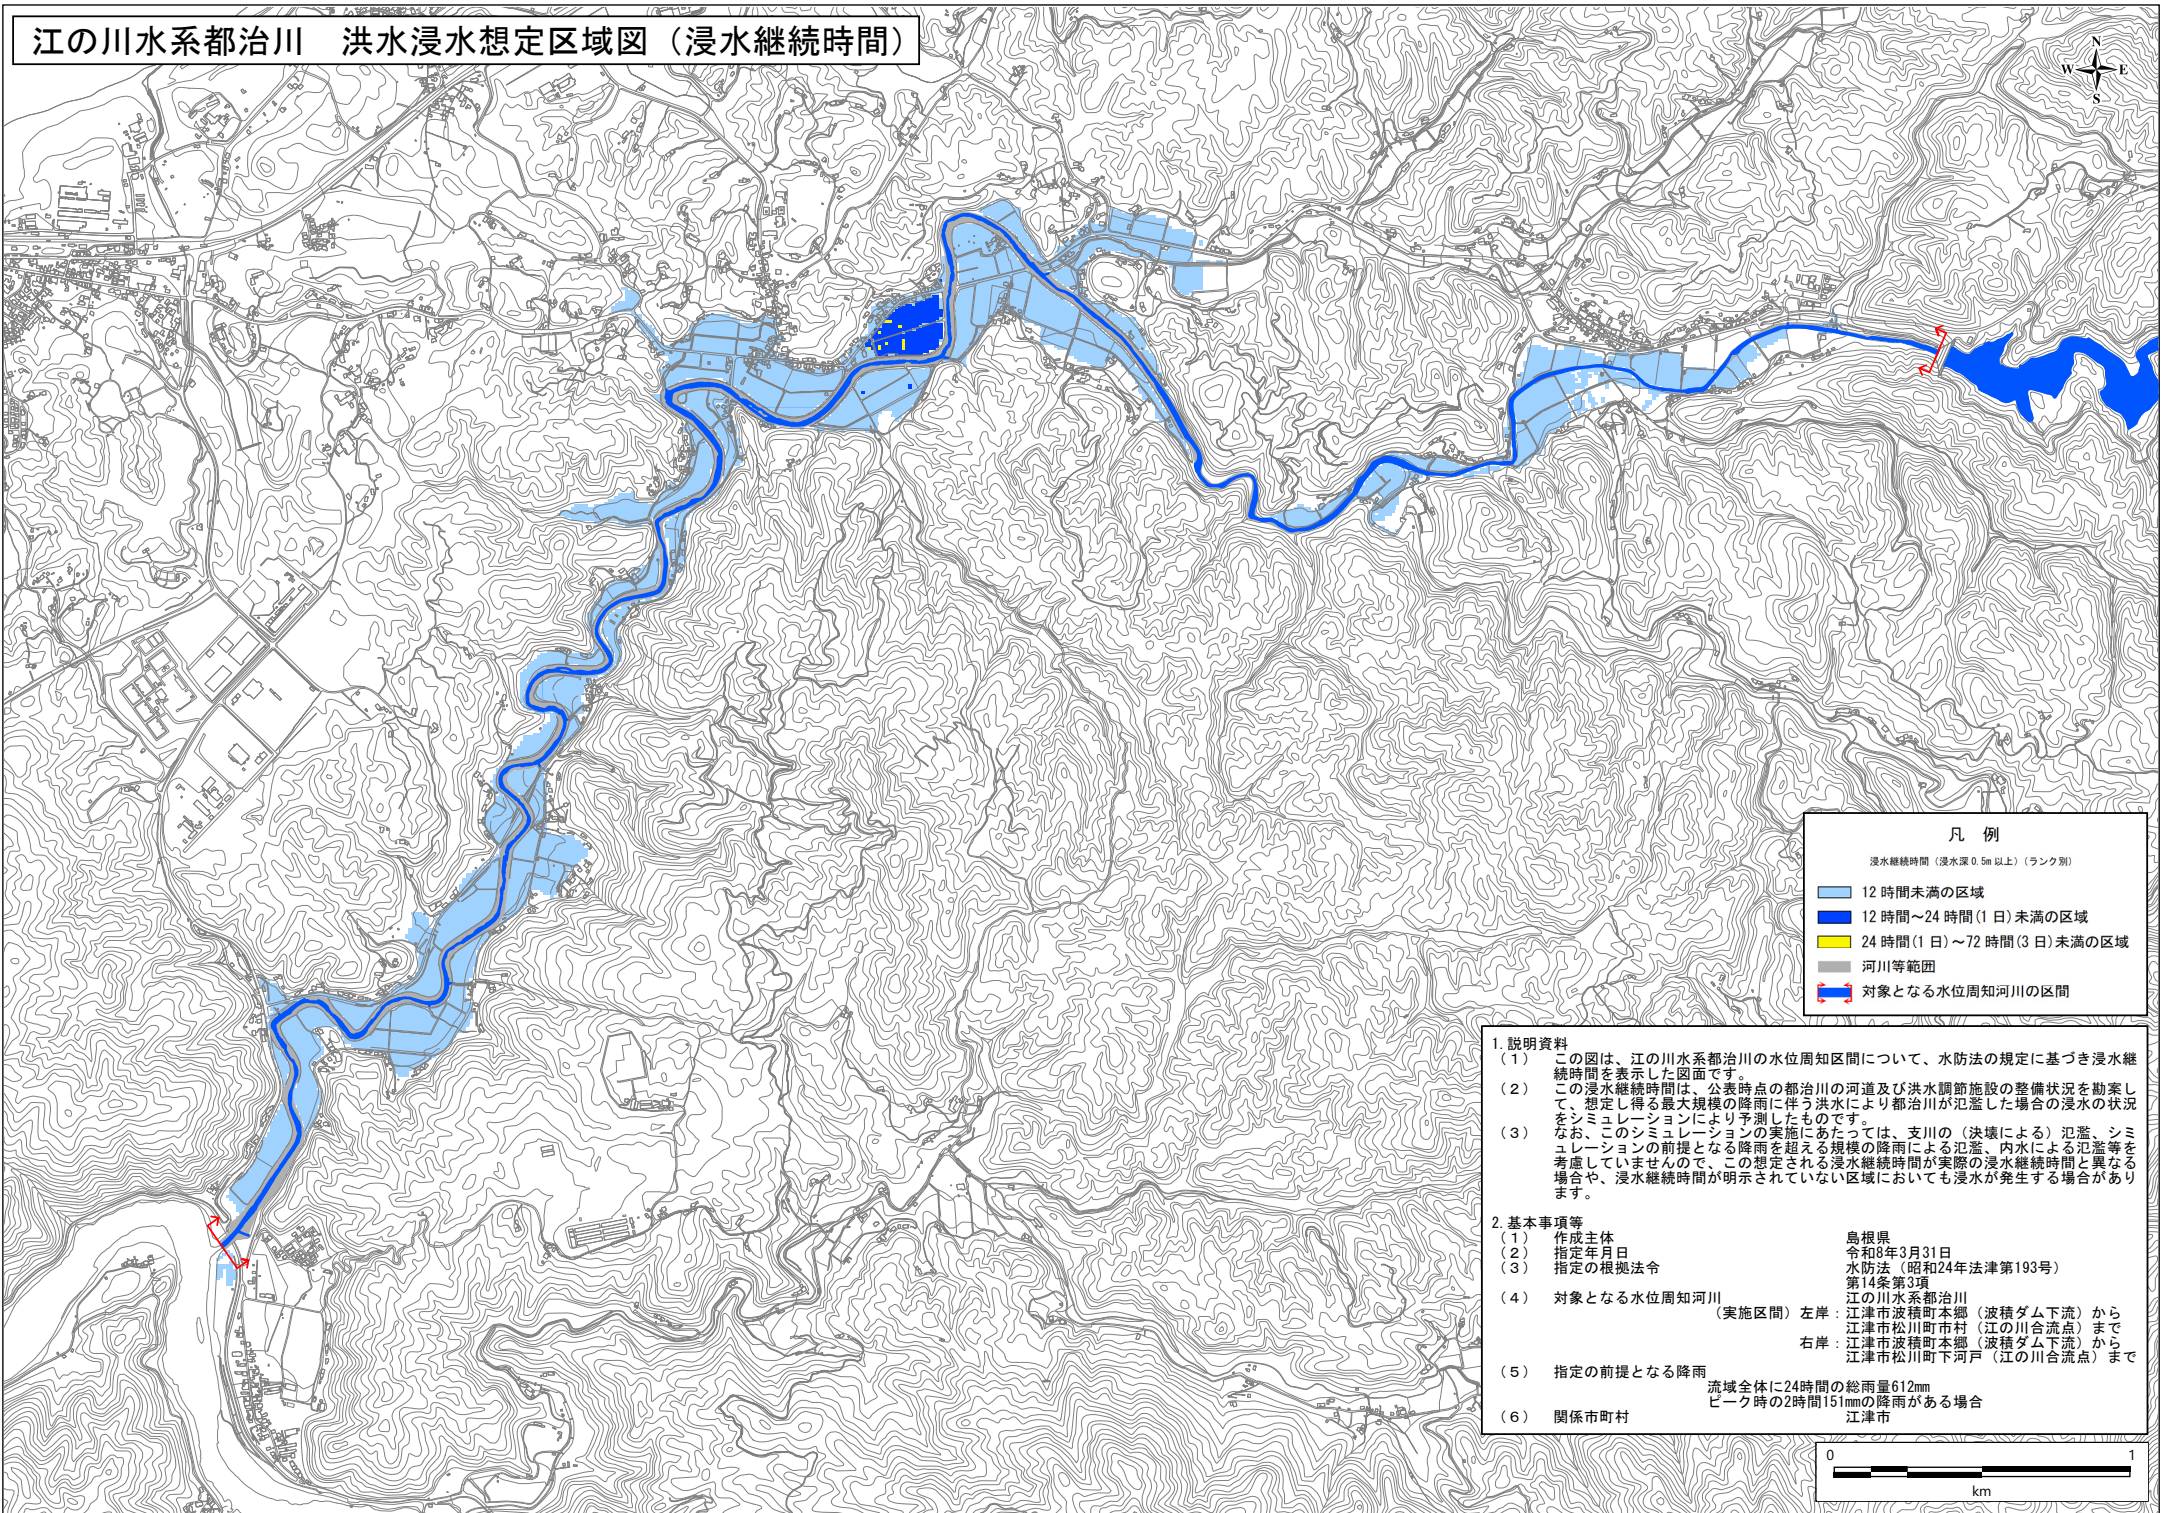 江の川水系都治川　洪水浸水想定区域図（浸水継続時間）
N
W E
S
凡　例
浸水継続時間（浸水深0.5m以上）（ランク別）
12時間未満の区域
12時間～24時間(1日)未満の区域
24時間(1日)～72時間(3日)未満の区域
河川等範囲
対象となる水位周知河川の区間
1.説明資料
（1）　この図は、江の川水系都治川の水位周知区間について、水防法の規定に基づき浸水継
続時間を表示した図面です。
（2）　この浸水継続時間は、公表時点の都治川の河道及び洪水調節施設の整備状況を勘案し
て、想定し得る最大規模の降雨に伴う洪水により都治川が氾濫した場合の浸水の状況
をシミュレーションにより予測したものです。
（3）　なお、このシミュレーションの実施にあたっては、支川の（決壊による）氾濫、シミ
ュレーションの前提となる降雨を超える規模の降雨による氾濫、内水による氾濫等を
考慮していませんので、この想定される浸水継続時間が実際の浸水継続時間と異なる
場合や、浸水継続時間が明示されていない区域においても浸水が発生する場合があり
ます。
2.基本事項等
（1）　作成主体　島根県
（2）　指定年月日　令和8年3月31日
（3）　指定の根拠法令　水防法（昭和24年法津第193号）
第14条第3項
（4）　対象となる水位周知河川　江の川水系都治川
（実施区間）左岸：江津市波積町本郷（波積ダム下流）から
江津市松川町市村（江の川合流点）まで
右岸：江津市波積町本郷（波積ダム下流）から
江津市松川町下河戸（江の川合流点）まで
（5）　指定の前提となる降雨
流域全体に24時間の総雨量612mm
ピーク時の2時間151mmの降雨がある場合
（6）　関係市町村　江津市
0 1
km